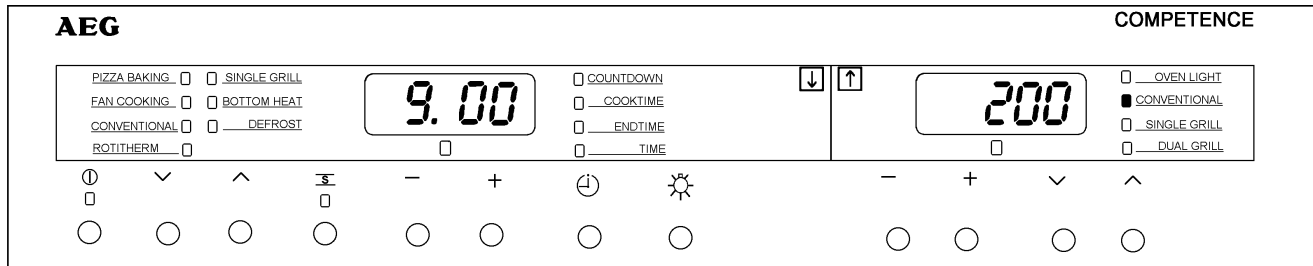 AEG
COMPETENCE
PIZZA BAKING
FAN COOKING
CONVENTIONAL
ROTITHERM
SINGLE GRILL
BOTTOM HEAT
DEFROST
9.00
COUNTDOWN
COOKTIME
ENDTIME
TIME
200
OVEN LIGHT
CONVENTIONAL
SINGLE GRILL
DUAL GRILL
S
- +
- +